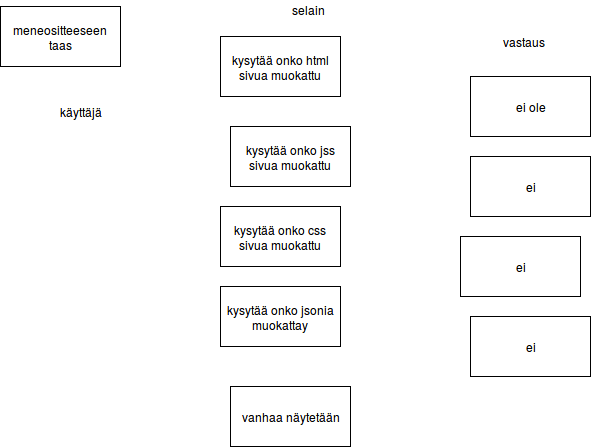 meneositteeseen
taas
käyttäjä
selain
kysytää onko html
sivua muokattu
kysytää onko jss
sivua muokattu
kysytää onko css
sivua muokattu
kysytää onko jsonia
muokattay
vanhaa näytetään
vastaus
ei ole
ei
ei
ei